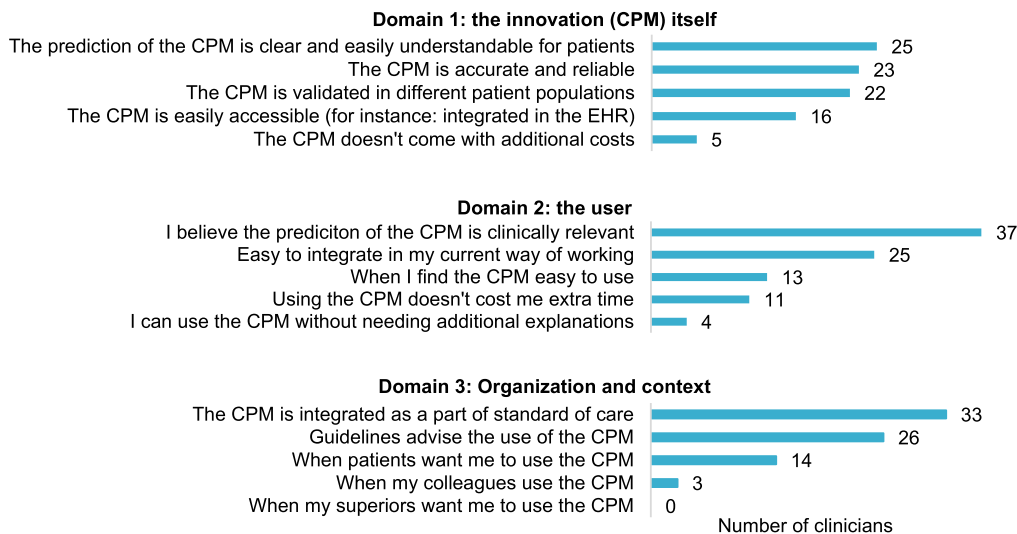 Domain 1: the innovation (CPM) itself
The prediction of the CPM is clear and easily understandable for patients 25
The CPM is accurate and reliable 23
The CPM is validated in different patient populations 22
The CPM is easily accessible (for instance: integrated in the EHR) 16
The CPM doesn't come with additional costs 5
Domain 2: the user
I believe the prediciton of the CPM is clinically relevant 37
Easy to integrate in my current way of working 25
When I find the CPM easy to use 13
Using the CPM doesn't cost me extra time 11
I can use the CPM without needing additional explanations 4
Domain 3: Organization and context
The CPM is integrated as a part of standard of care 33
Guidelines advise the use of the CPM 26
When patients want me to use the CPM 14
When my colleagues use the CPM 3
When my superiors want me to use the CPM 0
Number of clinicians